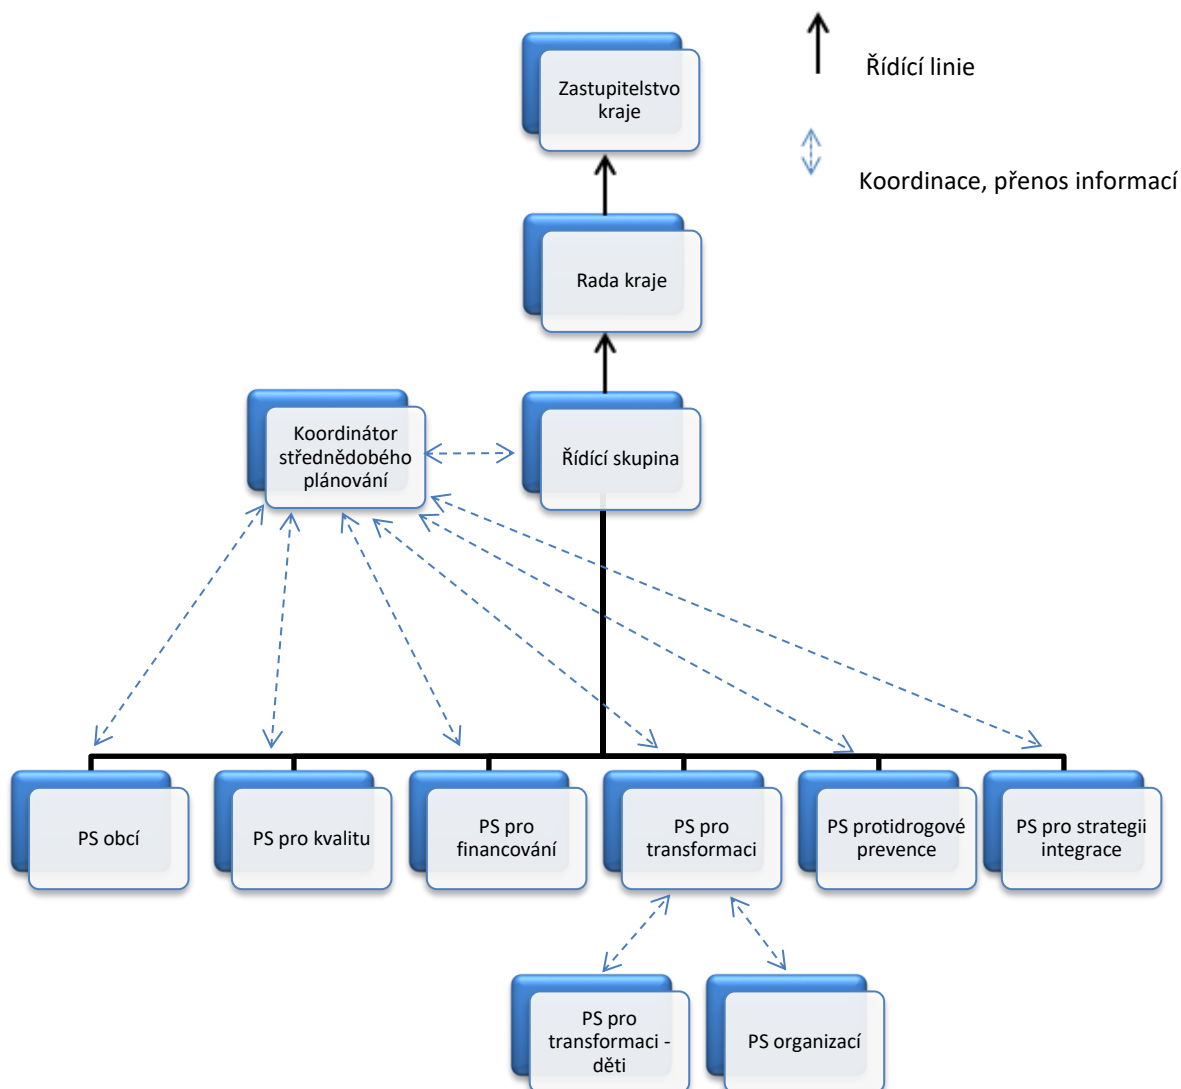 Zastupitelstvo
kraje
Řídící linie
Koordinace, přenos informací
Rada kraje
Koordinátor
střednědobého
plánování
Řídící skupina
PS obcí
PS pro kvalitu
PS pro
financování
PS pro
transformaci
PS protidrogové
prevence
PS pro strategii
integrace
PS pro
transformaci -
děti
PS organizací